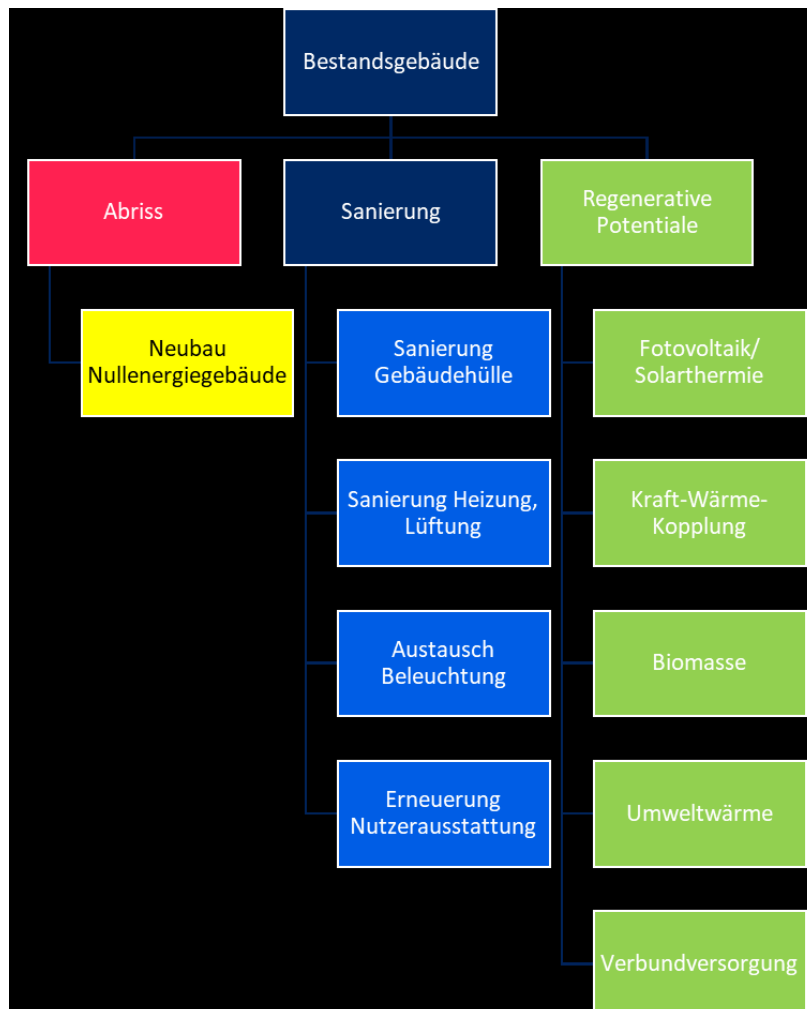 Bestandsgebäude
Abriss
Sanierung
Regenerative
Potentiale
Neubau
Nullenergiegebäude
Sanierung
Gebäudehülle
Fotovoltaik/
Solarthermie
Sanierung Heizung,
Lüftung
Kraft-Wärme-
Kopplung
Austausch
Beleuchtung
Biomasse
Erneuerung
Nutzerausstattung
Umweltwärme
Verbundversorgung